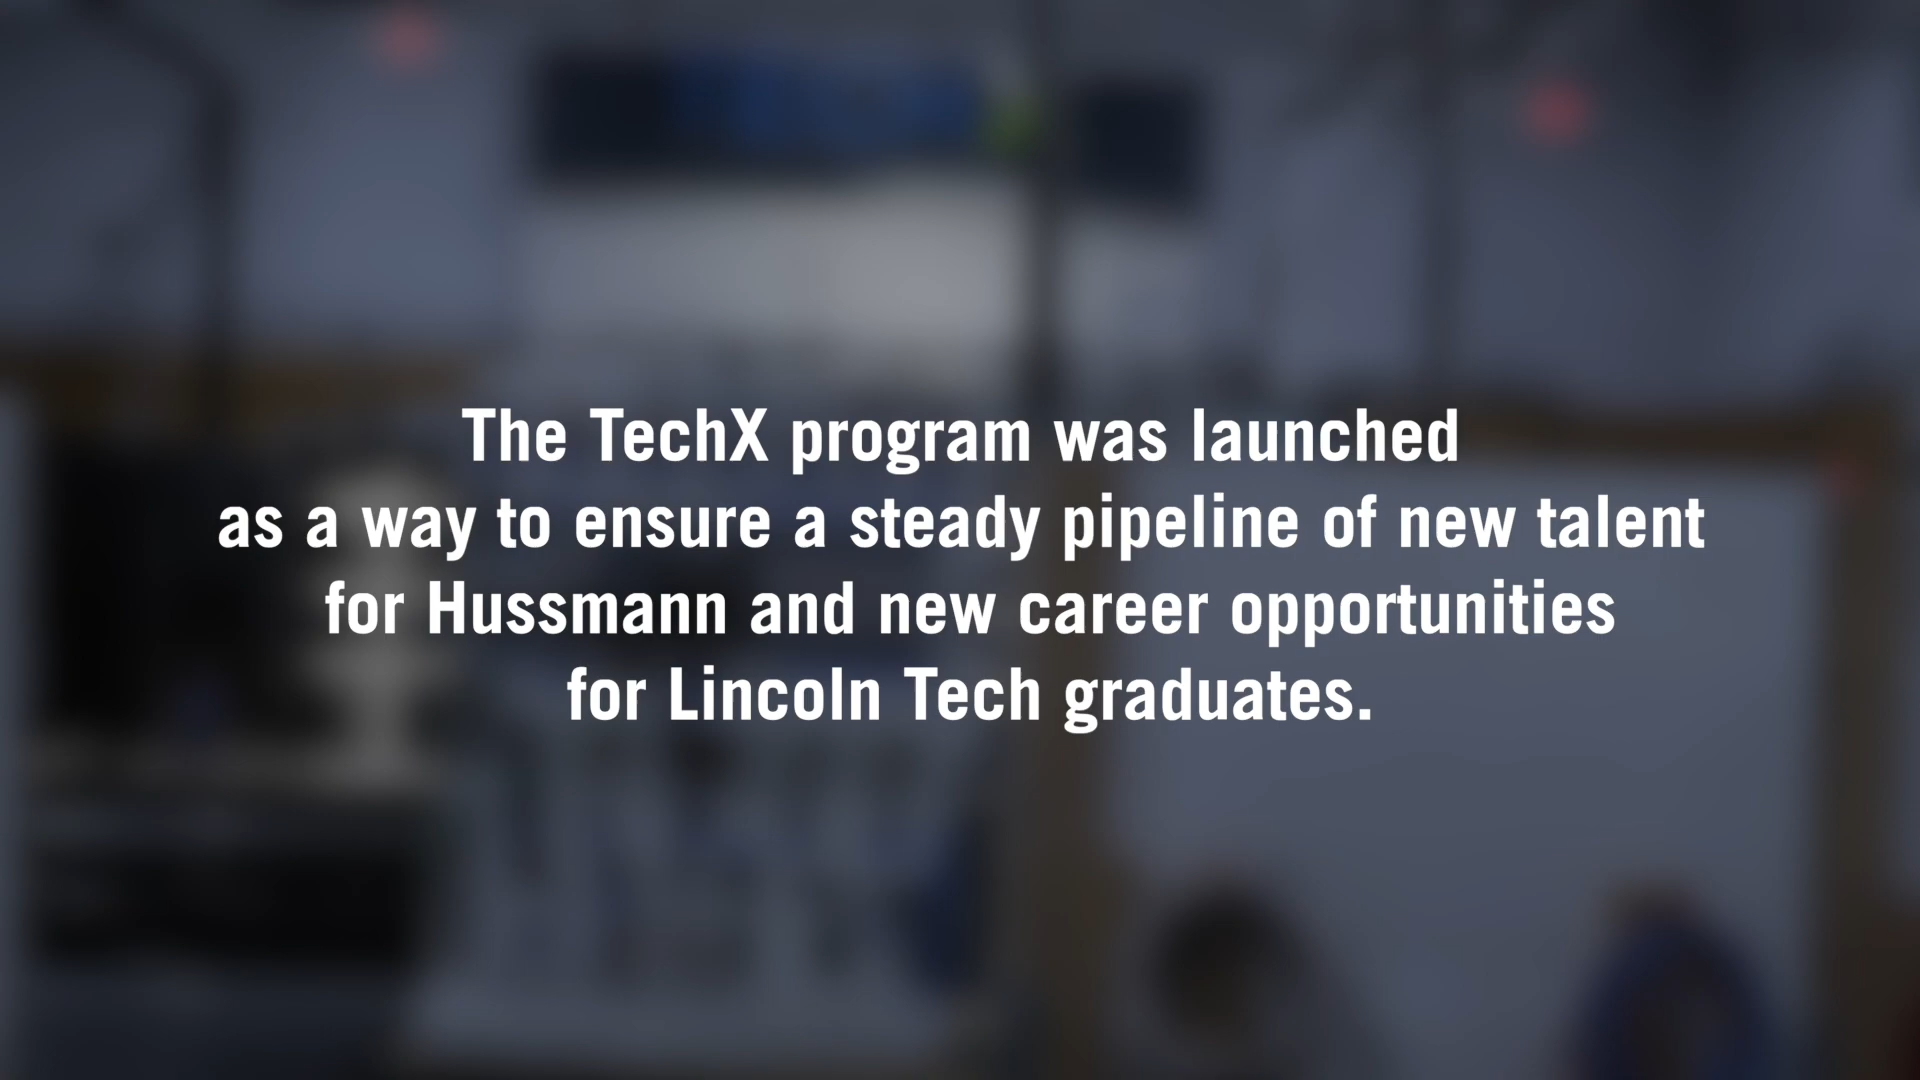 The TechX program was launched
as a way to ensure a steady pipeline of new talent
for Hussmann and new career opportunities
for Lincoln Tech graduates.